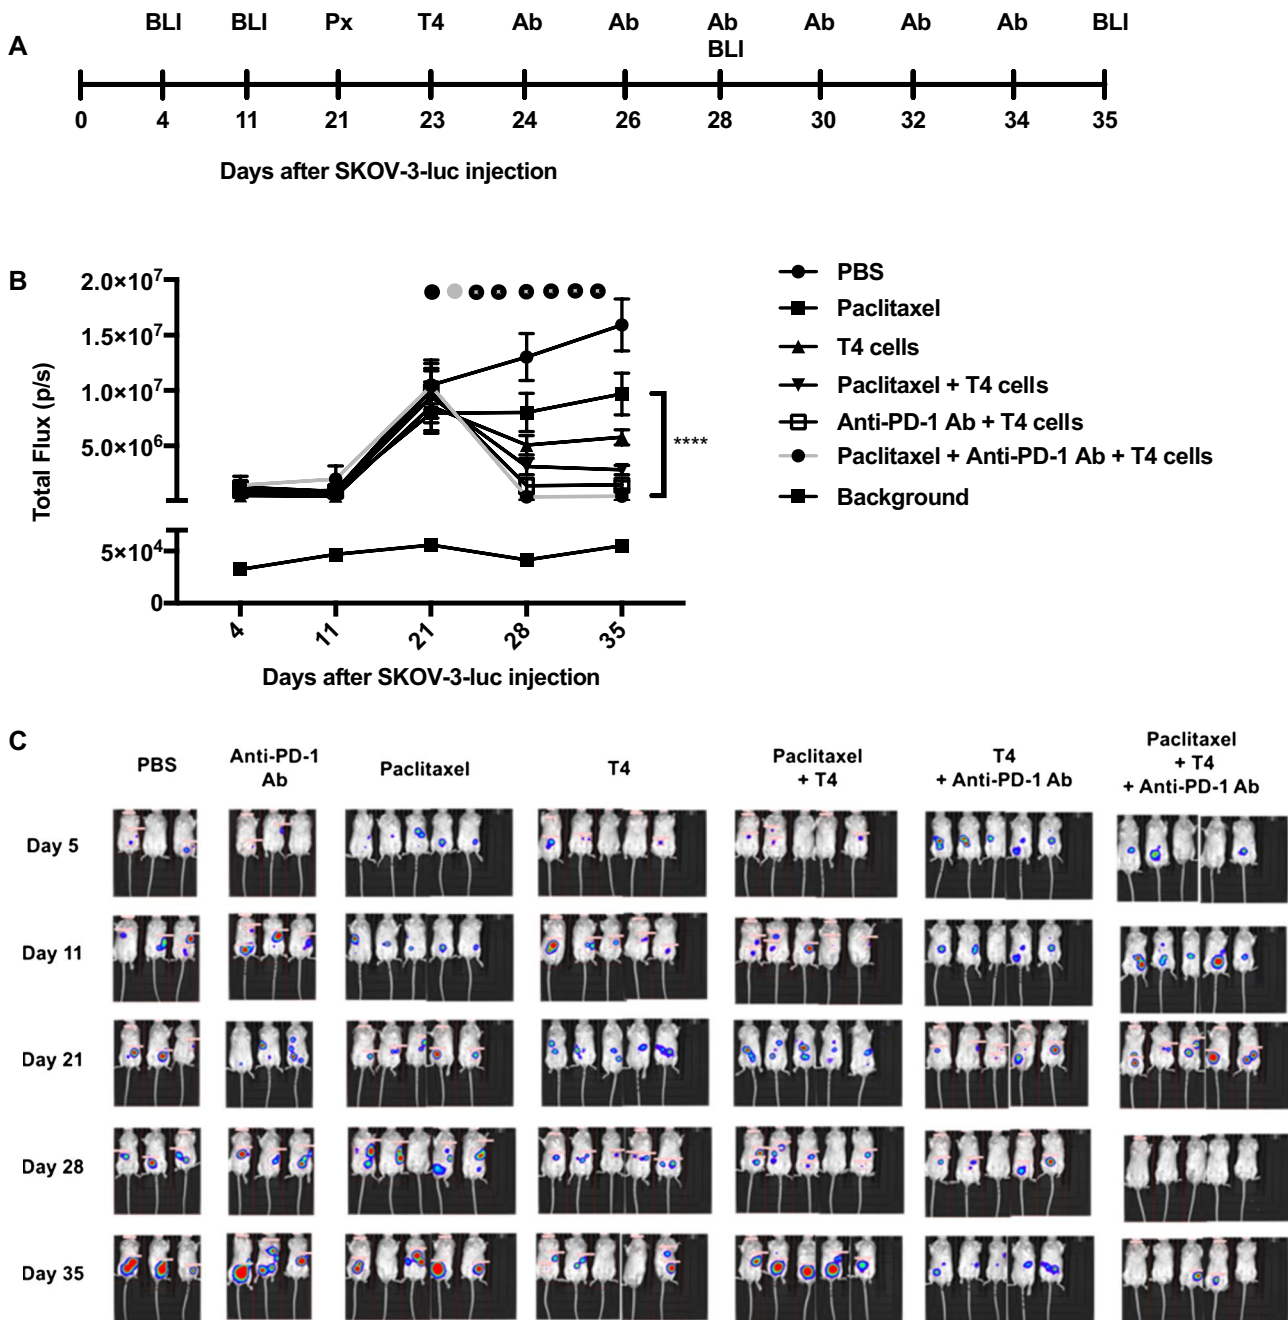 A
BLI BLI Px T4 Ab Ab Ab Ab Ab Ab BLI
BLI
0 4 11 21 23 24 26 28 30 32 34 35
Days after SKOV-3-luc injection
B
Total Flux (p/s)
2.0×10⁷
1.5×10⁷
1.0×10⁷
5.0×10⁶
5×10⁴
0
4 11 21 28 35
Days after SKOV-3-luc injection
****
PBS
Paclitaxel
T4 cells
Paclitaxel + T4 cells
Anti-PD-1 Ab + T4 cells
Paclitaxel + Anti-PD-1 Ab + T4 cells
Background
C
PBS
Anti-PD-1
Ab
Paclitaxel
T4
Paclitaxel
+ T4
T4
+ Anti-PD-1 Ab
Paclitaxel
+ T4
+ Anti-PD-1 Ab
Day 5
Day 11
Day 21
Day 28
Day 35